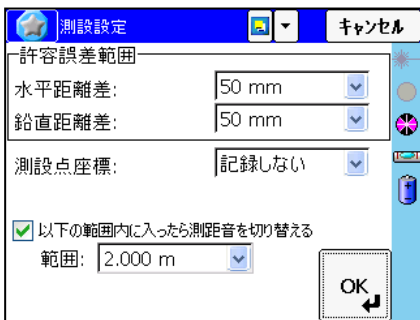 測設設定 キャンセル
許容誤差範囲
水平距離差: 50 mm
鉛直距離差: 50 mm
測設点座標: 記録しない
以下の範囲内に入ったら測距音を切り替える
範囲: 2.000 m
OK